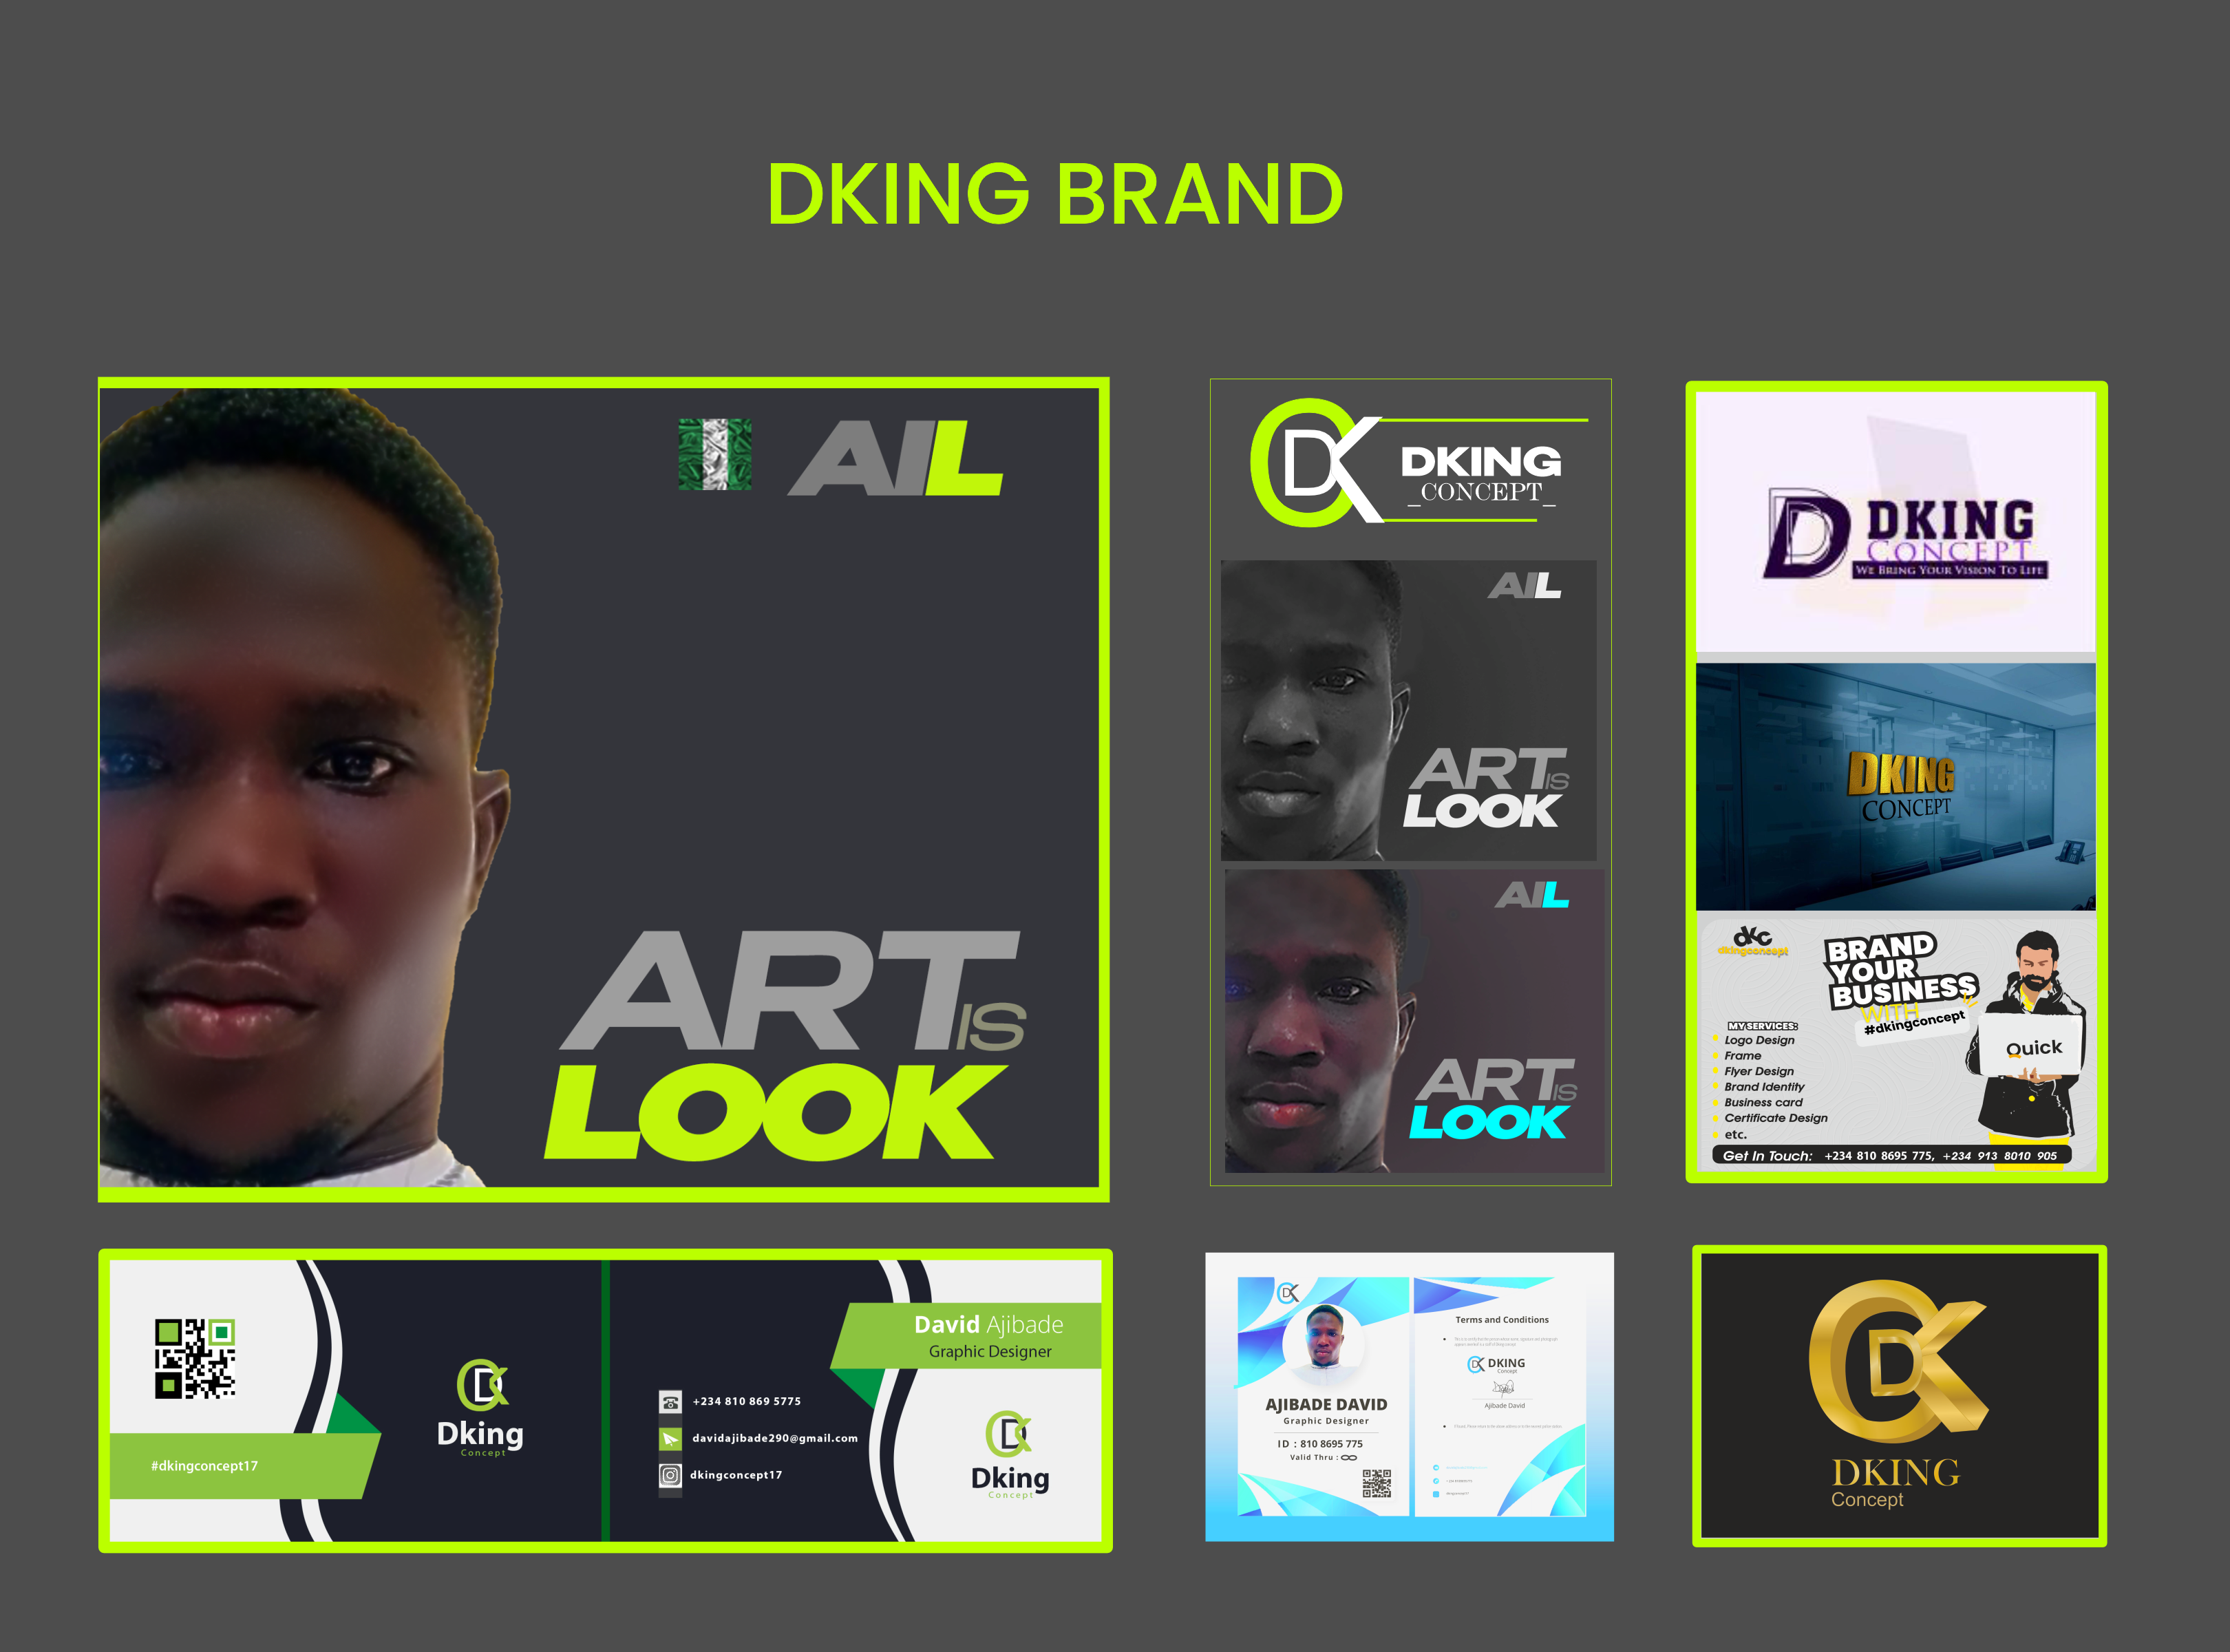 DKING BRAND
AIL
ART IS
LOOK
DK
DKING
CONCEPT
AIL
ART IS
LOOK
AIL
ART IS
LOOK
D DKING
CONCEPT
WE BRING YOUR VISION TO LIFE
DKING
CONCEPT
dkc
dkingconcept
BRAND
YOUR
BUSINESS
WITH
#dkingconcept
Quick
MY SERVICES:
Logo Design
Frame
Flyer Design
Brand Identity
Business card
Certificate Design
etc.
Get In Touch: +234 810 8695 775, +234 913 8010 905
#dkingconcept17
Dking
Concept
David Ajibade
Graphic Designer
+234 810 869 5775
davidajibade290@gmail.com
dkingconcept17
Dking
Concept
AJIBADE DAVID
Graphic Designer
ID : 810 8695 775
Valid Thru :
Terms and Conditions
DKING
Concept
Ajibade David
DKING
Concept